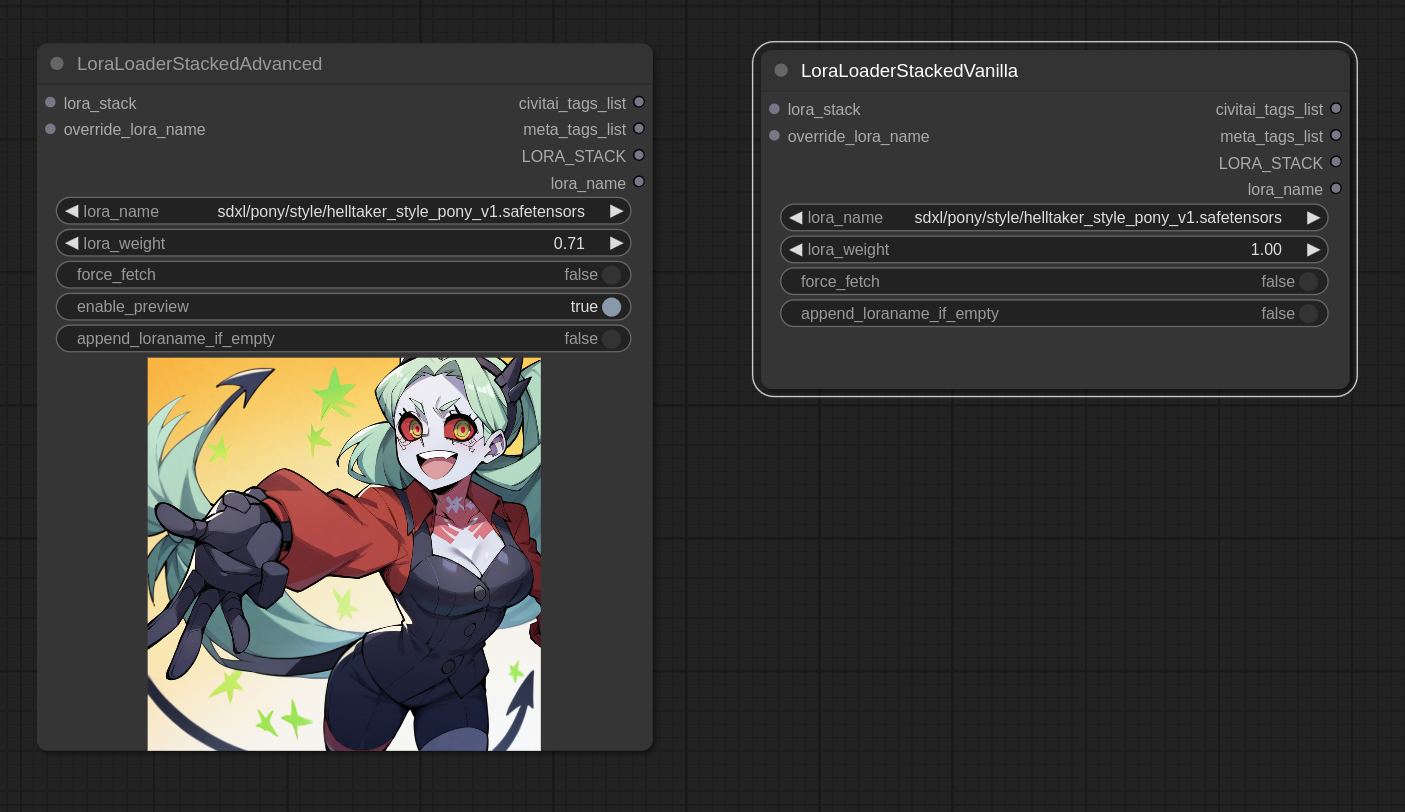 LoraLoaderStackedAdvanced
lora_stack civitai_tags_list
override_lora_name meta_tags_list
LORA_STACK
lora_name
lora_name sdxl/pony/style/helltaker_style_pony_v1.safetensors
lora_weight 0.71
force_fetch false
enable_preview true
append_loraname_if_empty false
LoraLoaderStackedVanilla
lora_stack civitai_tags_list
override_lora_name meta_tags_list
LORA_STACK
lora_name
lora_name sdxl/pony/style/helltaker_style_pony_v1.safetensors
lora_weight 1.00
force_fetch false
append_loraname_if_empty false